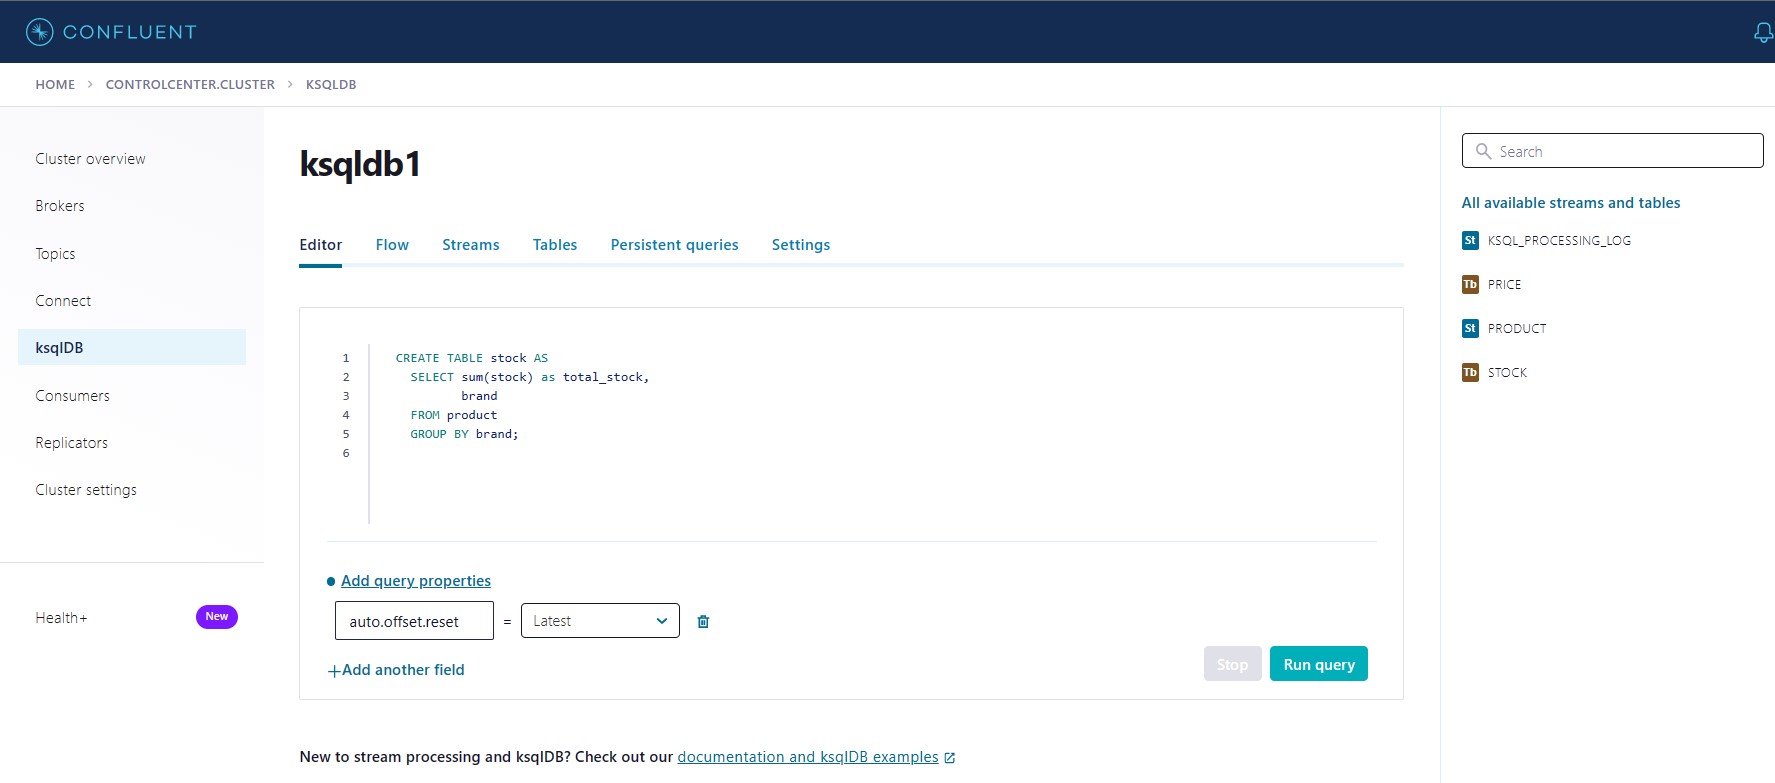 CONFLUENT
HOME > CONTROLCENTER.CLUSTER > KSQLDB
Cluster overview
Brokers
Topics
Connect
ksqlDB
Consumers
Replicators
Cluster settings
Health+ New
ksqldb1
Editor Flow Streams Tables Persistent queries Settings
1 CREATE TABLE stock AS
2 SELECT sum(stock) as total_stock,
3 brand
4 FROM product
5 GROUP BY brand;
6
Add query properties
auto.offset.reset = Latest
+Add another field
Stop Run query
New to stream processing and ksqlDB? Check out our documentation and ksqlDB examples
Search
All available streams and tables
St KSQL_PROCESSING_LOG
Tb PRICE
St PRODUCT
Tb STOCK